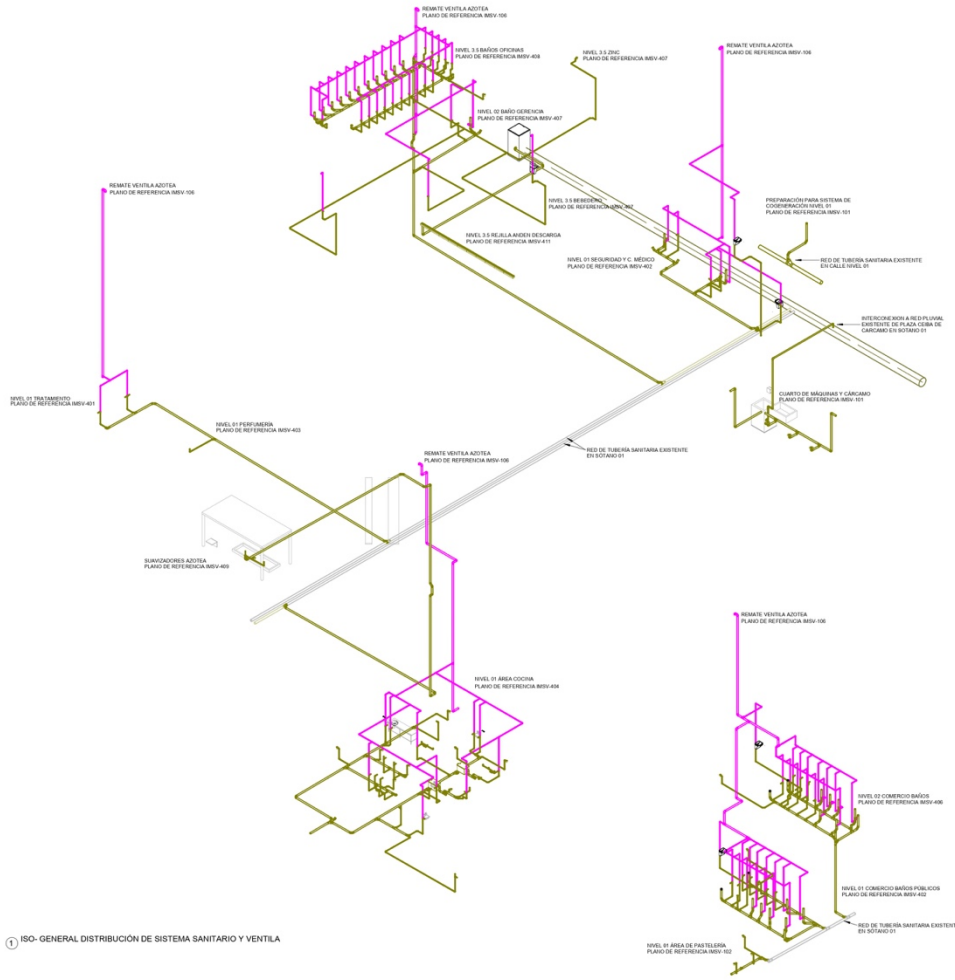 REMATE VENTILA AZOTEA
PLANO DE REFERENCIA IMSV-106
NIVEL 3.5 BAÑOS OFICINAS
PLANO DE REFERENCIA IMSV-408
NIVEL 3.5 ZINC
PLANO DE REFERENCIA IMSV-407
REMATE VENTILA AZOTEA
PLANO DE REFERENCIA IMSV-106
NIVEL 02 BAÑO GERENCIA
PLANO DE REFERENCIA IMSV-407
REMATE VENTILA AZOTEA
PLANO DE REFERENCIA IMSV-106
NIVEL 3.5 BEBEDERO
PLANO DE REFERENCIA IMSV-407
PREPARACIÓN PARA SISTEMA DE
COGENERACIÓN NIVEL 01
PLANO DE REFERENCIA IMSV-101
NIVEL 3.5 REJILLA ANDEN DESCARGA
PLANO DE REFERENCIA IMSV-411
NIVEL 01 SEGURIDAD Y C. MÉDICO
PLANO DE REFERENCIA IMSV-402
RED DE TUBERÍA SANITARIA EXISTENTE
EN CALLE NIVEL 01
INTERCONEXION A RED PLUVIAL
EXISTENTE DE PLAZA CEIBA DE
CARCAMO EN SOTANO 01
NIVEL 01 TRATAMIENTO
PLANO DE REFERENCIA IMSV-401
CUARTO DE MÁQUINAS Y CÁRCAMO
PLANO DE REFERENCIA IMSV-101
NIVEL 01 PERFUMERÍA
PLANO DE REFERENCIA IMSV-403
RED DE TUBERÍA SANITARIA EXISTENTE
EN SÓTANO 01
REMATE VENTILA AZOTEA
PLANO DE REFERENCIA IMSV-106
SUAVIZADORES AZOTEA
PLANO DE REFERENCIA
REMATE VENTILA AZOTEA
PLANO DE REFERENCIA IMSV-106
NIVEL 01 ÁREA COCINA
PLANO DE REFERENCIA IMSV-404
NIVEL 02 COMERCIO BAÑOS
PLANO DE REFERENCIA IMSV-406
NIVEL 01 COMERCIO BAÑOS PÚBLICOS
PLANO DE REFERENCIA IMSV-402
RED DE TUBERÍA SANITARIA EXISTENT
EN SÓTANO 01
NIVEL 01 ÁREA DE PASTELERÍA
PLANO DE REFERENCIA IMSV-102
1 ISO- GENERAL DISTRIBUCIÓN DE SISTEMA SANITARIO Y VENTILA